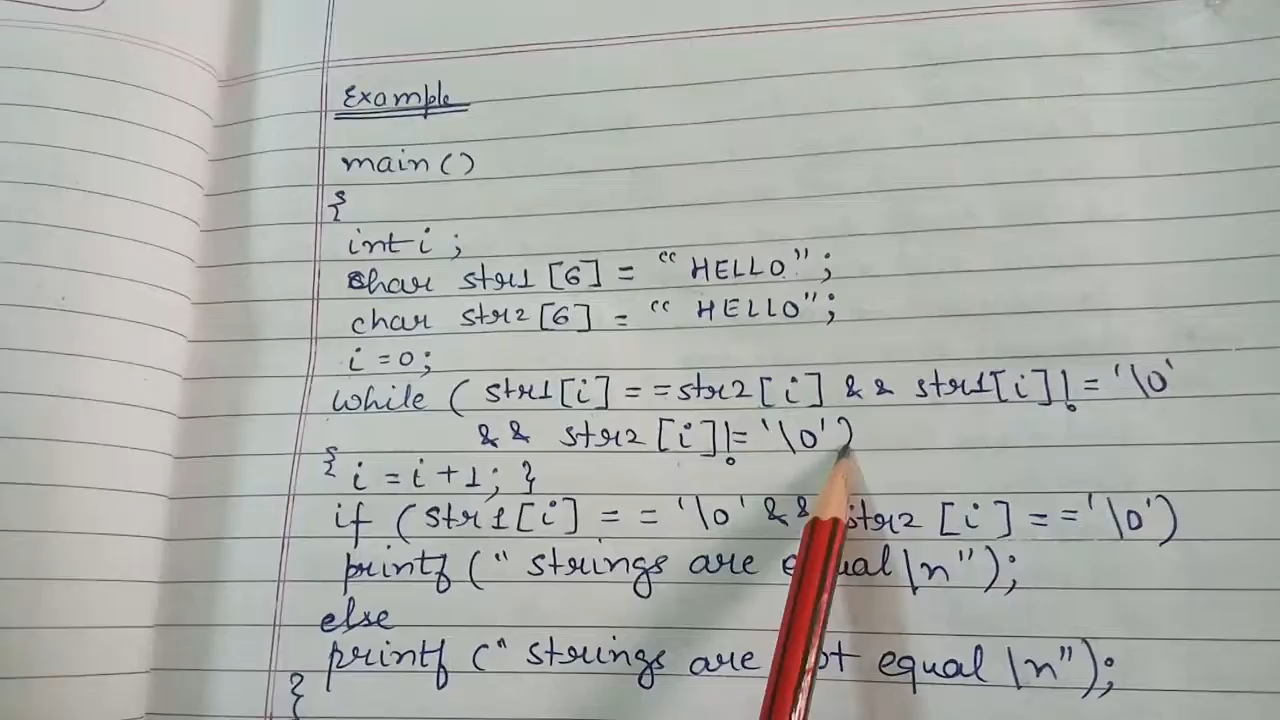 Example
main()
{
int i ;
char str1 [6] = "HELLO" ;
char str2 [6] = "HELLO" ;
i = 0;
while ( str1[i] == str2 [i] && str1[i] != '\0'
&& str2 [i] != '\0' )
{ i = i + 1; }
if ( str1[i] == '\0' && str2 [i] == '\0' )
printf (" strings are equal \n" );
else
printf (" strings are not equal \n" );
}